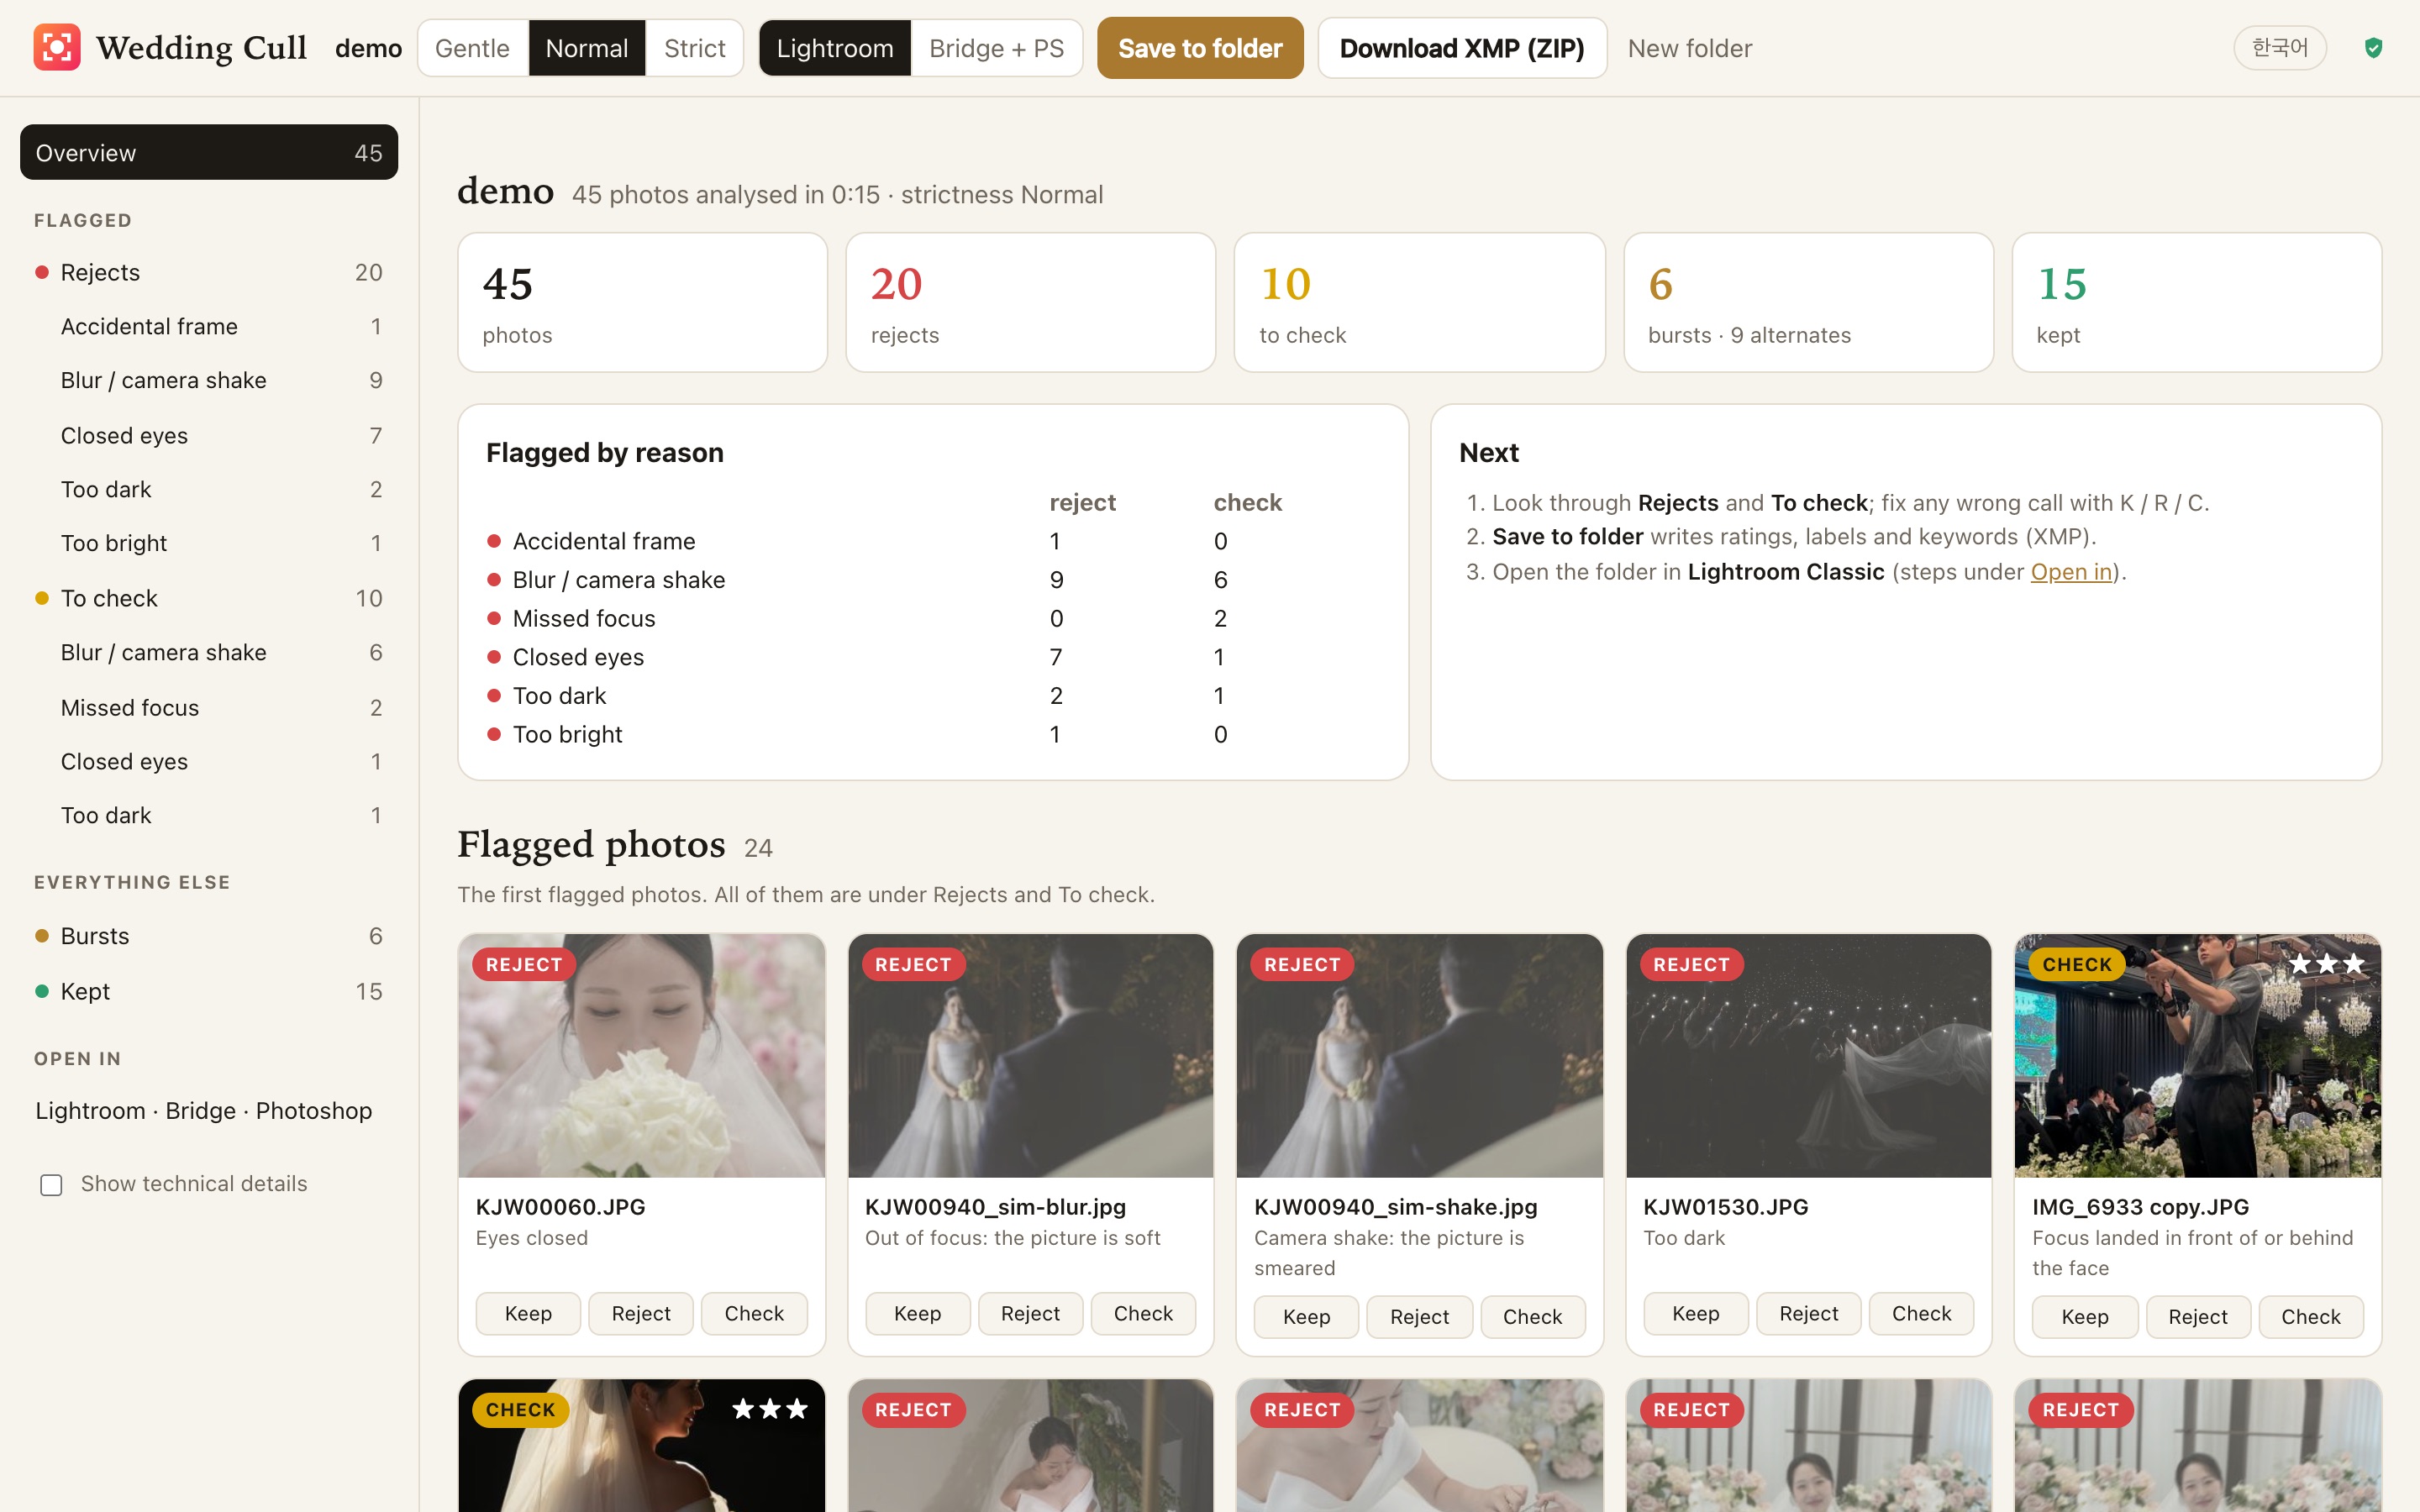 Wedding Cull
demo
Gentle
Normal
Strict
Lightroom
Bridge + PS
Save to folder
Download XMP (ZIP)
New folder
한국어
Overview 45
FLAGGED
Rejects 20
Accidental frame 1
Blur / camera shake 9
Closed eyes 7
Too dark 2
Too bright 1
To check 10
Blur / camera shake 6
Missed focus 2
Closed eyes 1
Too dark 1
EVERYTHING ELSE
Bursts 6
Kept 15
OPEN IN
Lightroom · Bridge · Photoshop
Show technical details
demo 45 photos analysed in 0:15 · strictness Normal
45
photos
20
rejects
10
to check
6
bursts · 9 alternates
15
kept
Flagged by reason
reject check
Accidental frame 1 0
Blur / camera shake 9 6
Missed focus 0 2
Closed eyes 7 1
Too dark 2 1
Too bright 1 0
Next
1. Look through Rejects and To check; fix any wrong call with K / R / C.
2. Save to folder writes ratings, labels and keywords (XMP).
3. Open the folder in Lightroom Classic (steps under Open in).
Flagged photos 24
The first flagged photos. All of them are under Rejects and To check.
REJECT
KJW00060.JPG
Eyes closed
Keep Reject Check
REJECT
KJW00940_sim-blur.jpg
Out of focus: the picture is soft
Keep Reject Check
REJECT
KJW00940_sim-shake.jpg
Camera shake: the picture is
smeared
Keep Reject Check
REJECT
KJW01530.JPG
Too dark
Keep Reject Check
CHECK
IMG_6933 copy.JPG
Focus landed in front of or behind
the face
Keep Reject Check
CHECK
REJECT
REJECT
REJECT
REJECT